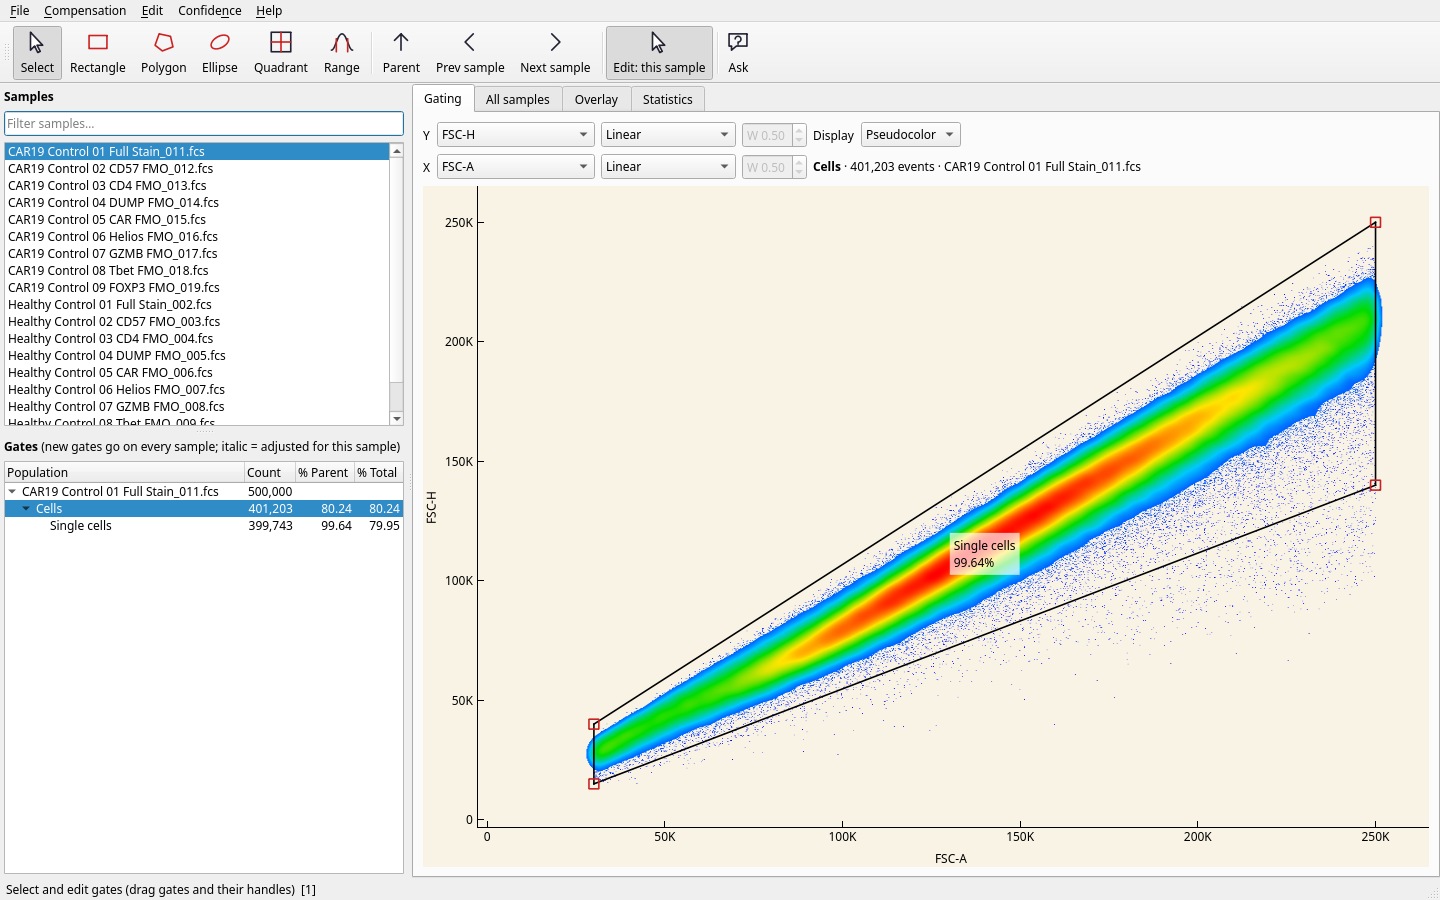 File Compensation Edit Confidence Help
Select Rectangle Polygon Ellipse Quadrant Range Parent Prev sample Next sample Edit: this sample Ask
Samples
Filter samples...
CAR19 Control 01 Full Stain_011.fcs
CAR19 Control 02 CD57 FMO_012.fcs
CAR19 Control 03 CD4 FMO_013.fcs
CAR19 Control 04 DUMP FMO_014.fcs
CAR19 Control 05 CAR FMO_015.fcs
CAR19 Control 06 Helios FMO_016.fcs
CAR19 Control 07 GZMB FMO_017.fcs
CAR19 Control 08 Tbet FMO_018.fcs
CAR19 Control 09 FOXP3 FMO_019.fcs
Healthy Control 01 Full Stain_002.fcs
Healthy Control 02 CD57 FMO_003.fcs
Healthy Control 03 CD4 FMO_004.fcs
Healthy Control 04 DUMP FMO_005.fcs
Healthy Control 05 CAR FMO_006.fcs
Healthy Control 06 Helios FMO_007.fcs
Healthy Control 07 GZMB FMO_008.fcs
Healthy Control 08 Tbet FMO_009.fcs
Gates (new gates go on every sample; italic = adjusted for this sample)
Population Count % Parent % Total
CAR19 Control 01 Full Stain_011.fcs 500,000
Cells 401,203 80.24 80.24
Single cells 399,743 99.64 79.95
Gating All samples Overlay Statistics
Y FSC-H Linear W 0.50 Display Pseudocolor
X FSC-A Linear W 0.50 Cells · 401,203 events · CAR19 Control 01 Full Stain_011.fcs
250K
200K
150K
100K
50K
0
FSC-H
Single cells
99.64%
0 50K 100K 150K 200K 250K
FSC-A
Select and edit gates (drag gates and their handles) [1]